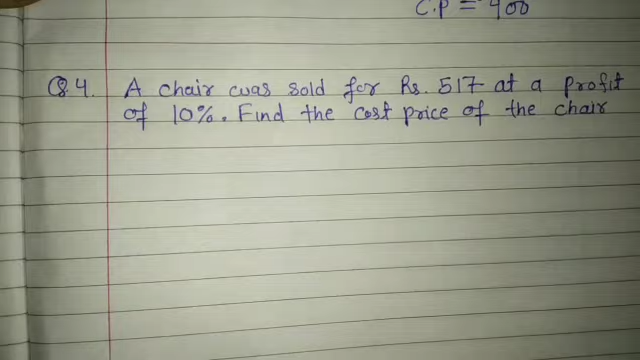 C.P = 400
Q4. A chair was sold for Rs. 517 at a profit
of 10%. Find the cost price of the chair